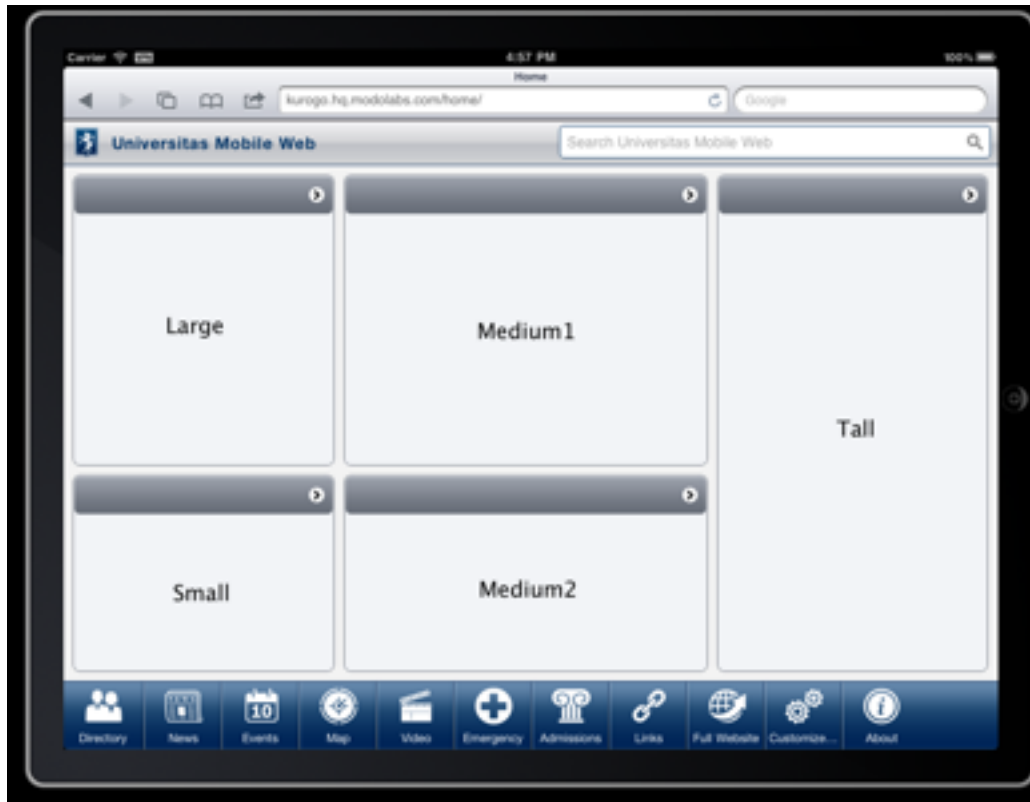 Carrier 4:57 PM 100%
Home
kurogo.hq.modolabs.com/home/ Google
Universitas Mobile Web Search Universitas Mobile Web
Large
Medium1
Tall
Small
Medium2
10
Directory News Events Map Video Emergency Admissions Links Full Website Customize... About